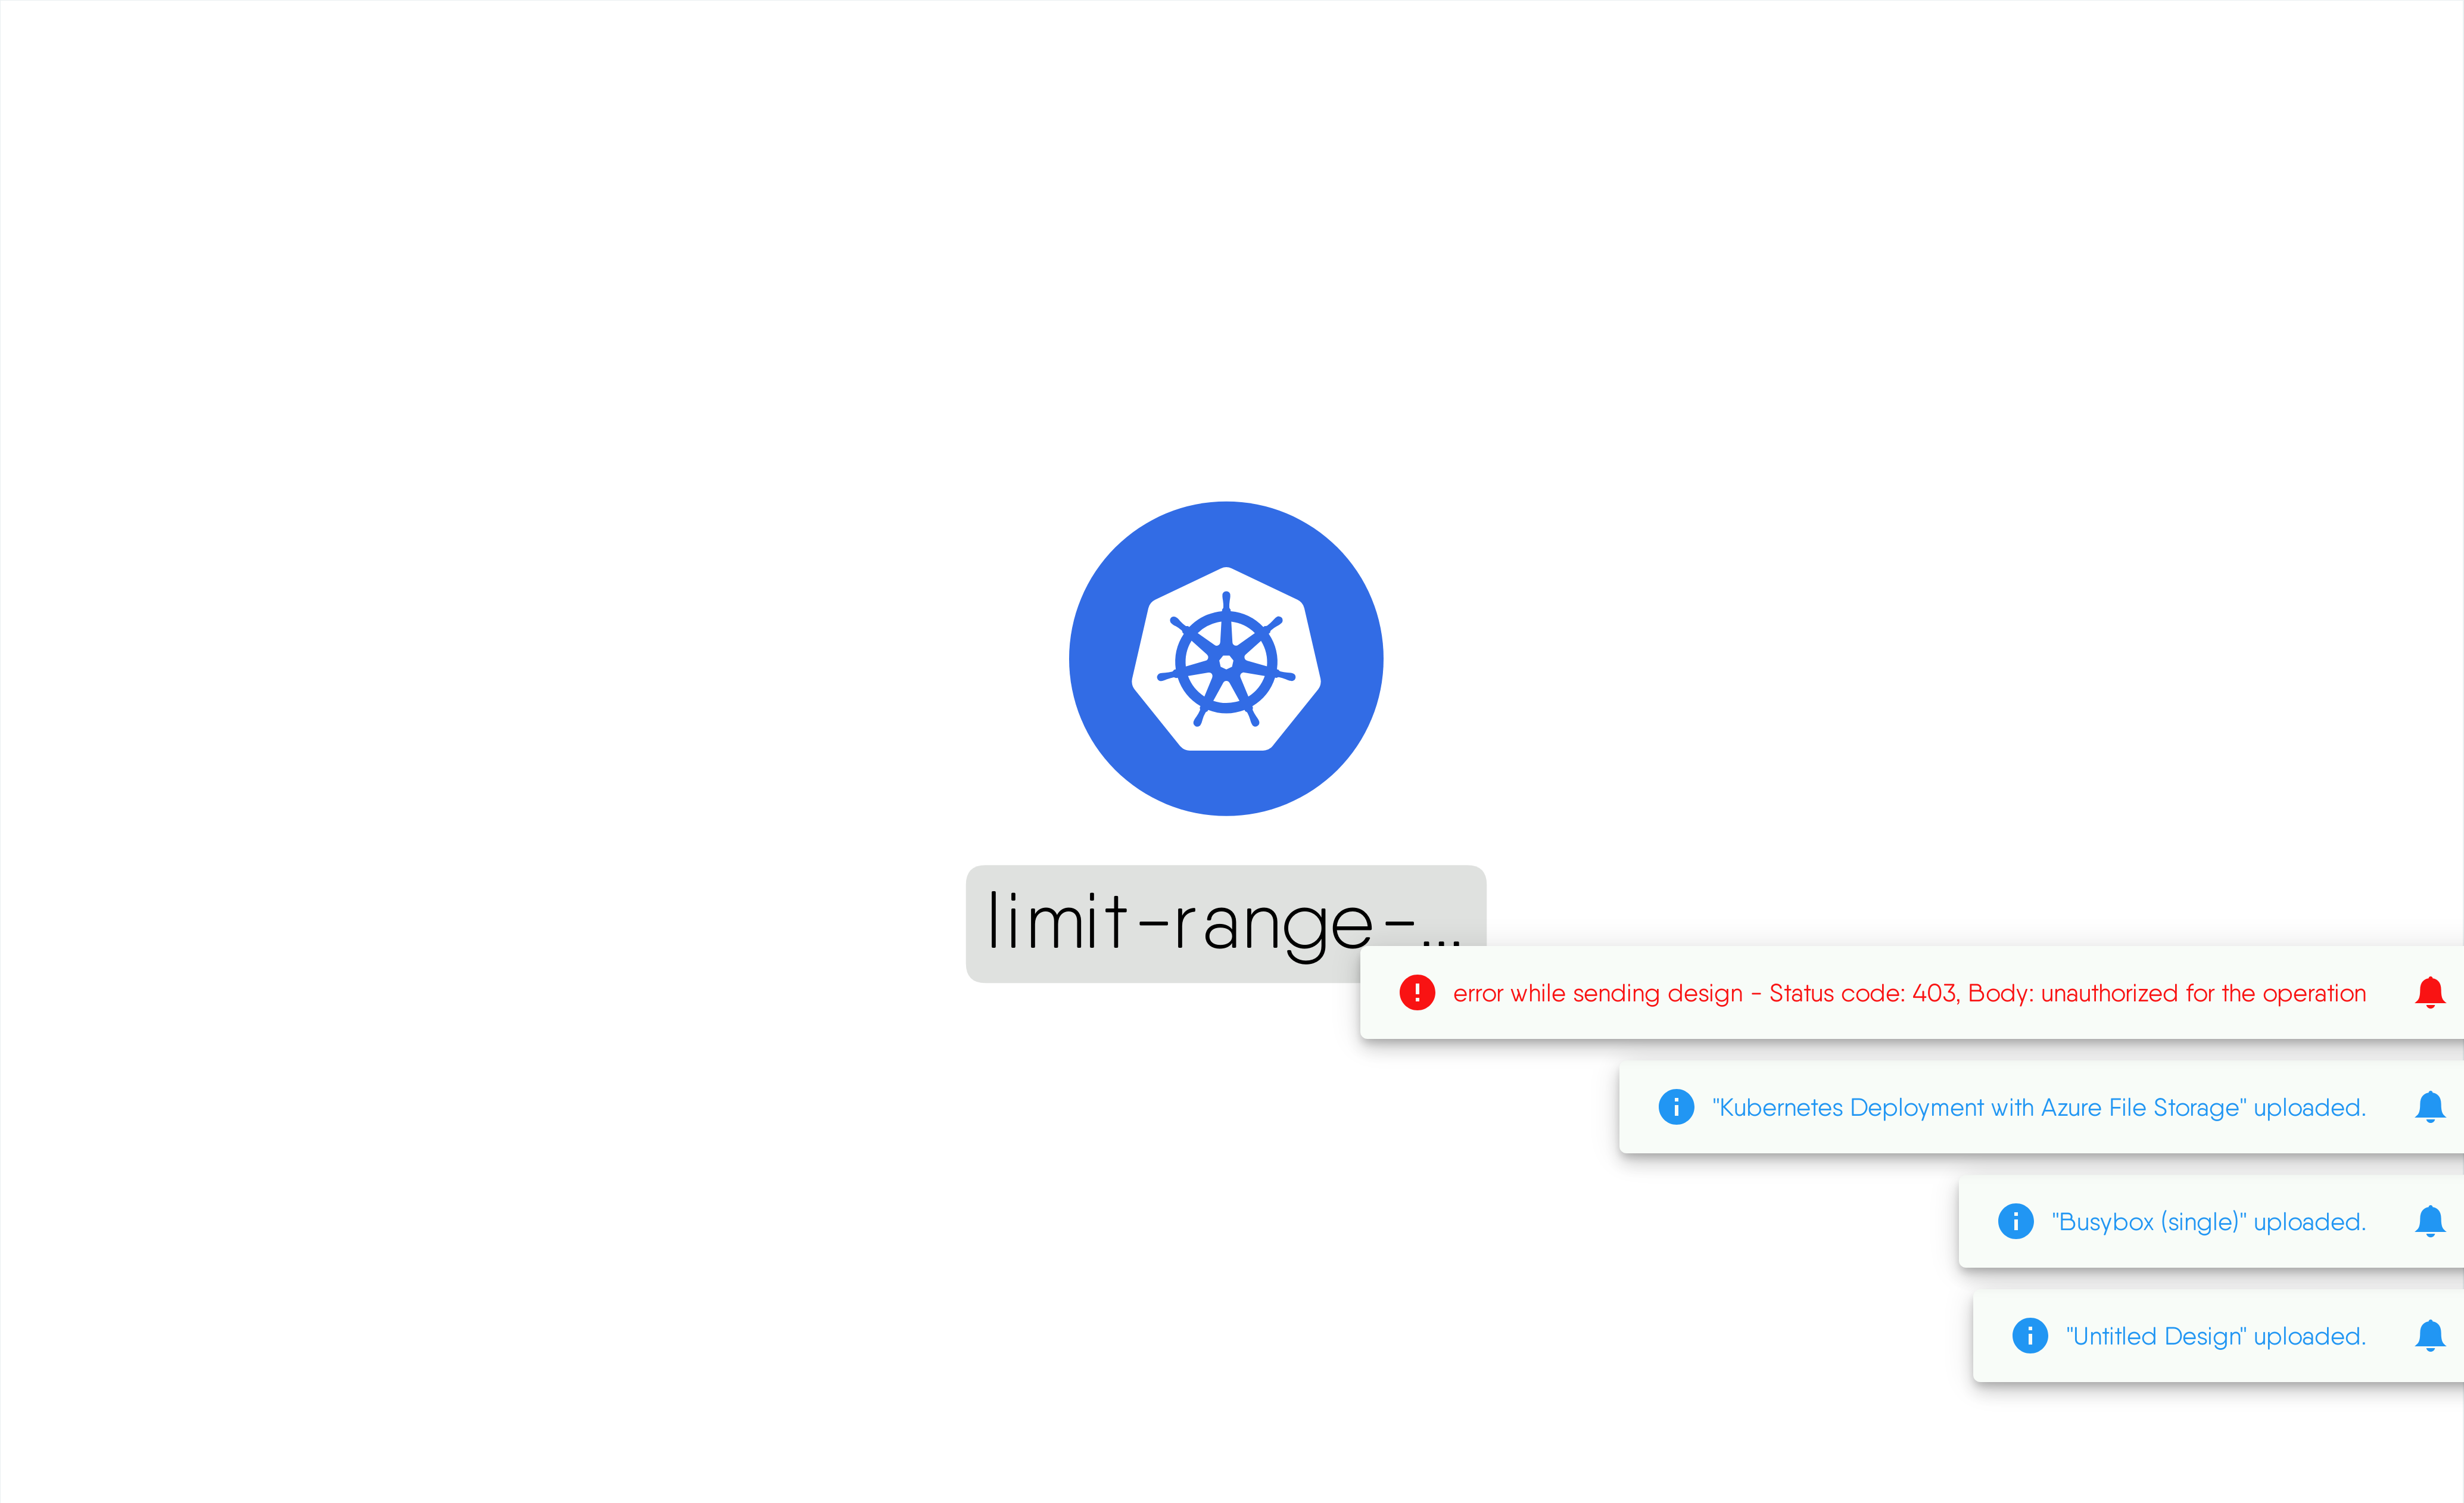 limit-range-...
error while sending design - Status code: 403, Body: unauthorized for the operation
"Kubernetes Deployment with Azure File Storage" uploaded.
"Busybox (single)" uploaded.
"Untitled Design" uploaded.